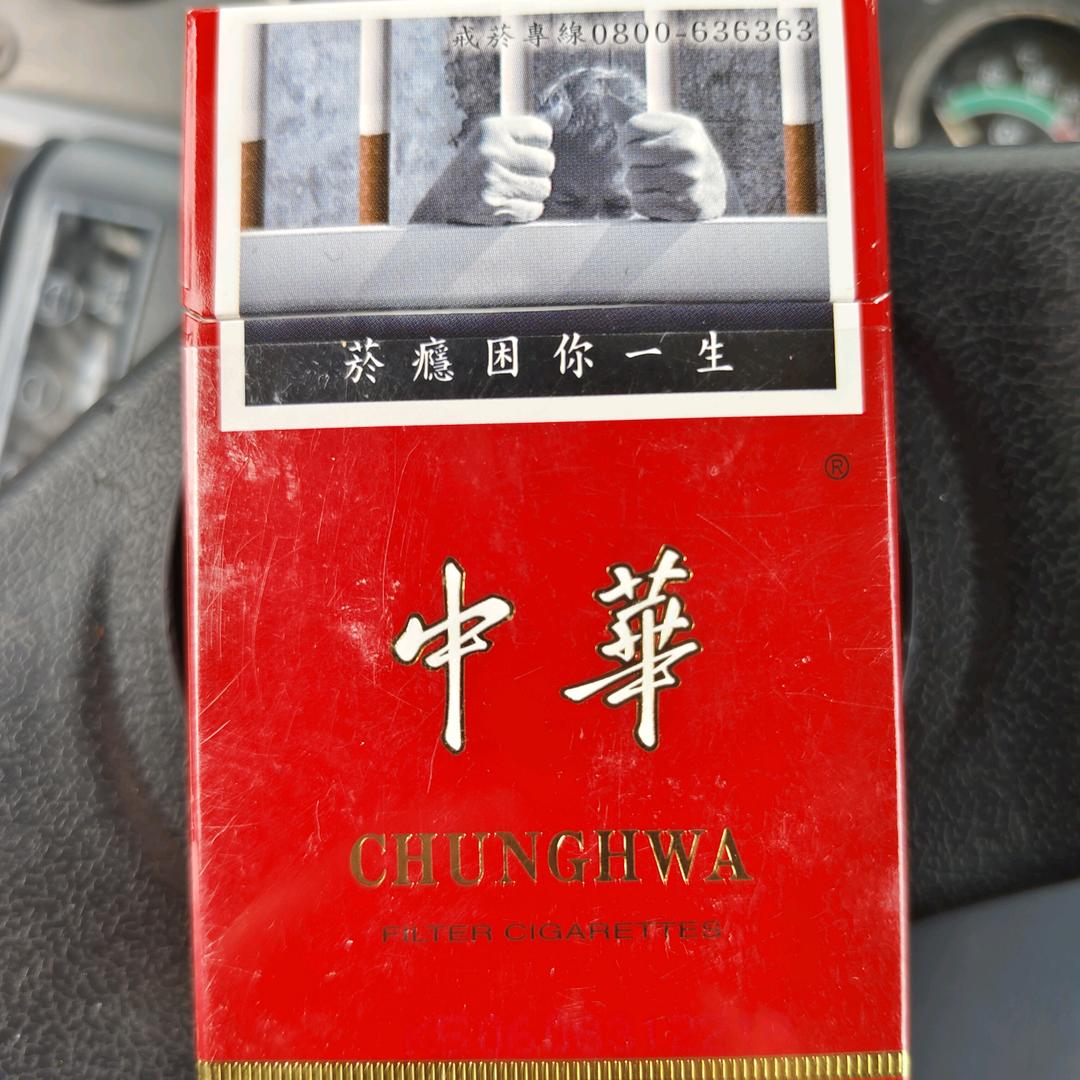 戒菸專線0800-636363
菸癮困你一生
®
中華
CHUNGHWA
FILTER CIGARETTES